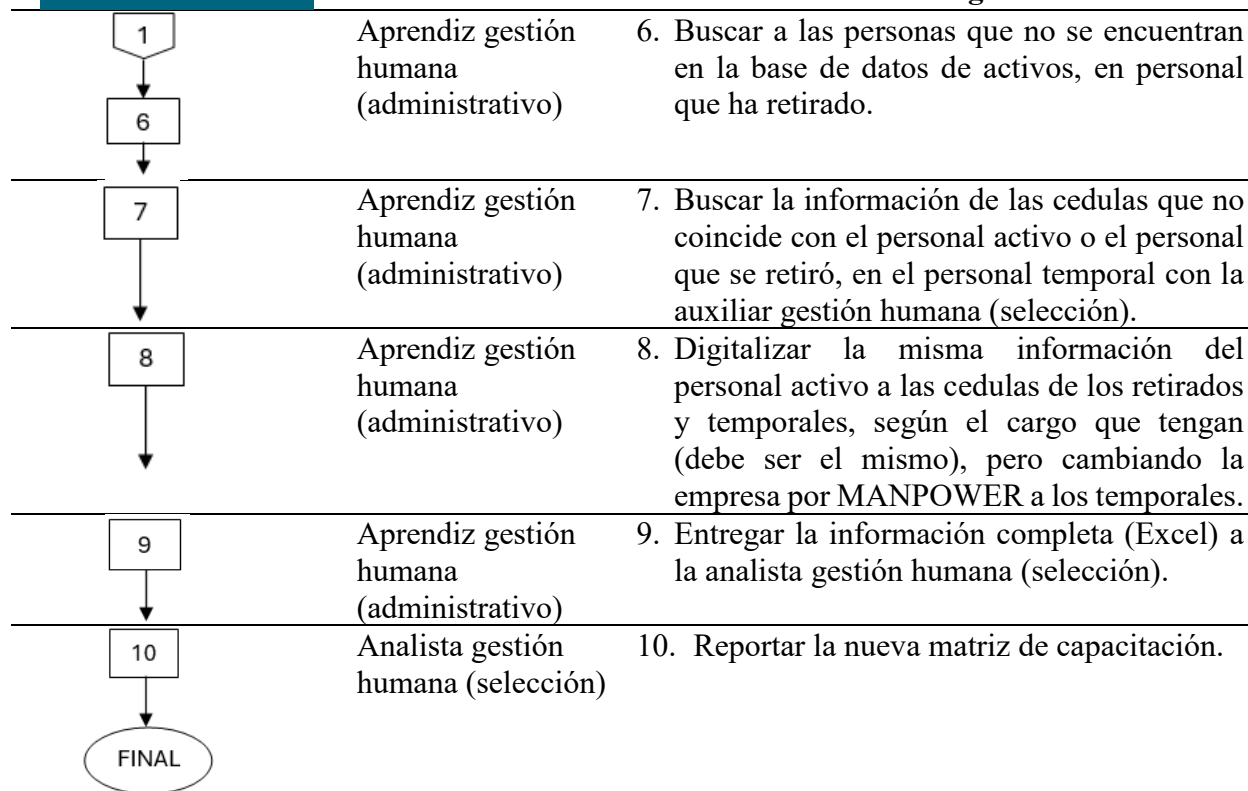 1
6
Aprendiz gestión
humana
(administrativo)
6. Buscar a las personas que no se encuentran
en la base de datos de activos, en personal
que ha retirado.
7
Aprendiz gestión
humana
(administrativo)
7. Buscar la información de las cedulas que no
coincide con el personal activo o el personal
que se retiró, en el personal temporal con la
auxiliar gestión humana (selección).
8
Aprendiz gestión
humana
(administrativo)
8. Digitalizar la misma información del
personal activo a las cedulas de los retirados
y temporales, según el cargo que tengan
(debe ser el mismo), pero cambiando la
empresa por MANPOWER a los temporales.
9
Aprendiz gestión
humana
(administrativo)
9. Entregar la información completa (Excel) a
la analista gestión humana (selección).
10
Analista gestión
humana (selección)
10. Reportar la nueva matriz de capacitación.
FINAL